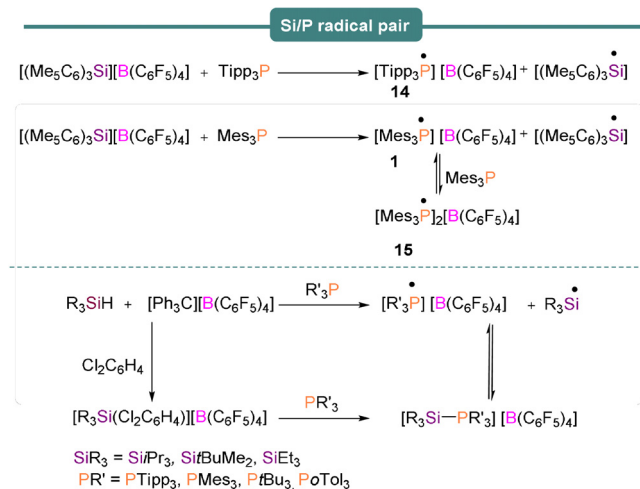 Si/P radical pair
[(Me5C6)3Si][B(C6F5)4] + Tipp3P [Tipp3P•] [B(C6F5)4] + [(Me5C6)3Si•]
14
[(Me5C6)3Si][B(C6F5)4] + Mes3P [Mes3P•] [B(C6F5)4] + [(Me5C6)3Si•]
1
Mes3P
[Mes3P•]2[B(C6F5)4]
15
R'3P
R3SiH + [Ph3C][B(C6F5)4] [R'3P•] [B(C6F5)4] + R3Si•
Cl2C6H4
PR'3
[R3Si(Cl2C6H4)][B(C6F5)4] [R3Si—PR'3] [B(C6F5)4]
SiR3 = SiiPr3, SitBuMe2, SiEt3
PR' = PTipp3, PMes3, PtBu3, PoTol3